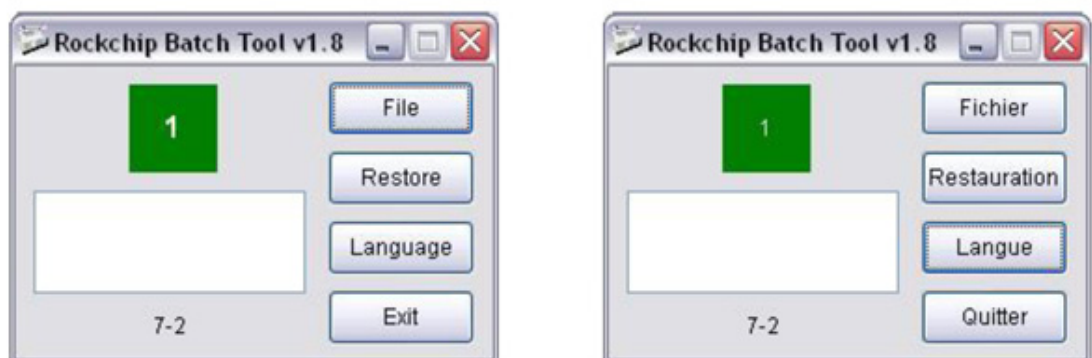 Rockchip Batch Tool v1.8
1
File
Restore
Language
7-2
Exit
Rockchip Batch Tool v1.8
1
Fichier
Restauration
Langue
7-2
Quitter